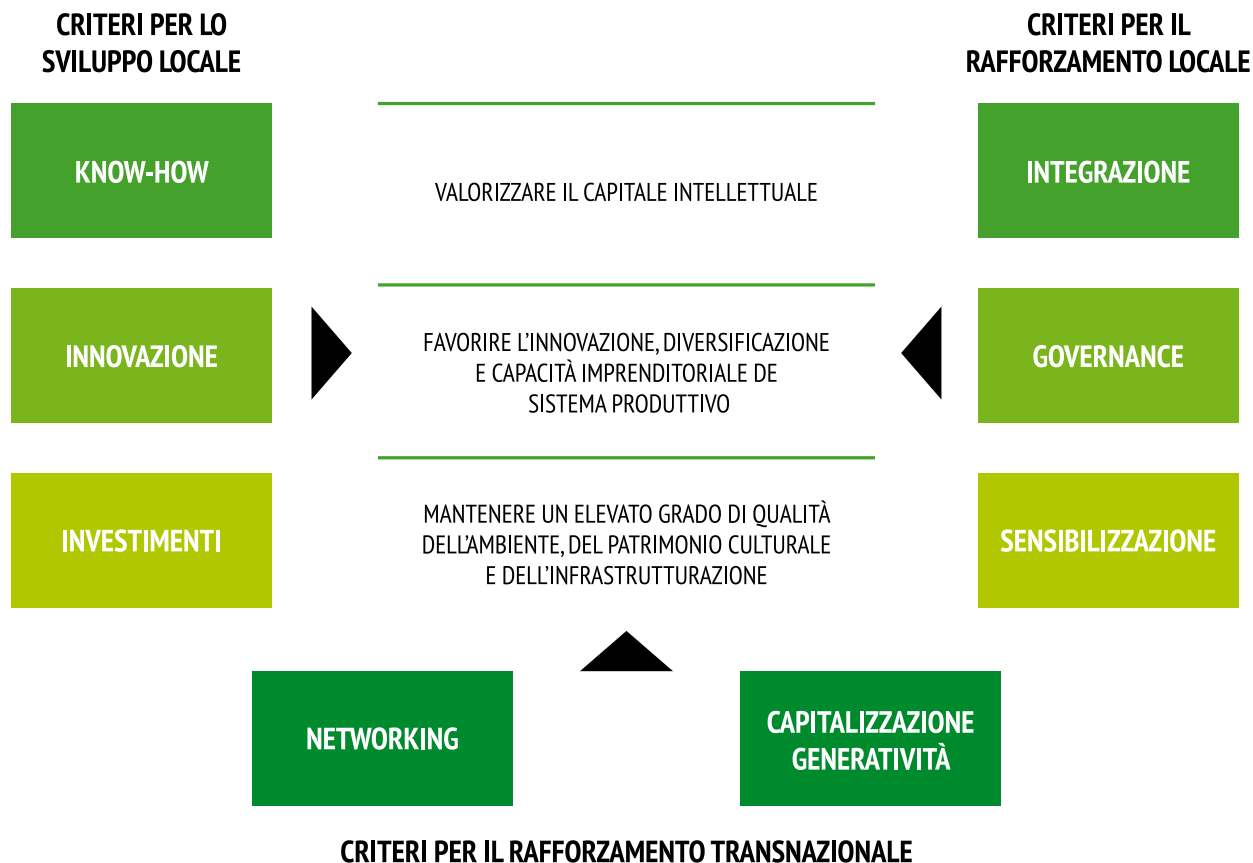 CRITERI PER LO
SVILUPPO LOCALE
CRITERI PER IL
RAFFORZAMENTO LOCALE
KNOW-HOW
VALORIZZARE IL CAPITALE INTELLETTUALE
INTEGRAZIONE
INNOVAZIONE
FAVORIRE L'INNOVAZIONE, DIVERSIFICAZIONE
E CAPACITÀ IMPRENDITORIALE DE
SISTEMA PRODUTTIVO
GOVERNANCE
INVESTIMENTI
MANTENERE UN ELEVATO GRADO DI QUALITÀ
DELL'AMBIENTE, DEL PATRIMONIO CULTURALE
E DELL'INFRASTRUTTURAZIONE
SENSIBILIZZAZIONE
NETWORKING
CAPITALIZZAZIONE
GENERATIVITÀ
CRITERI PER IL RAFFORZAMENTO TRANSNAZIONALE